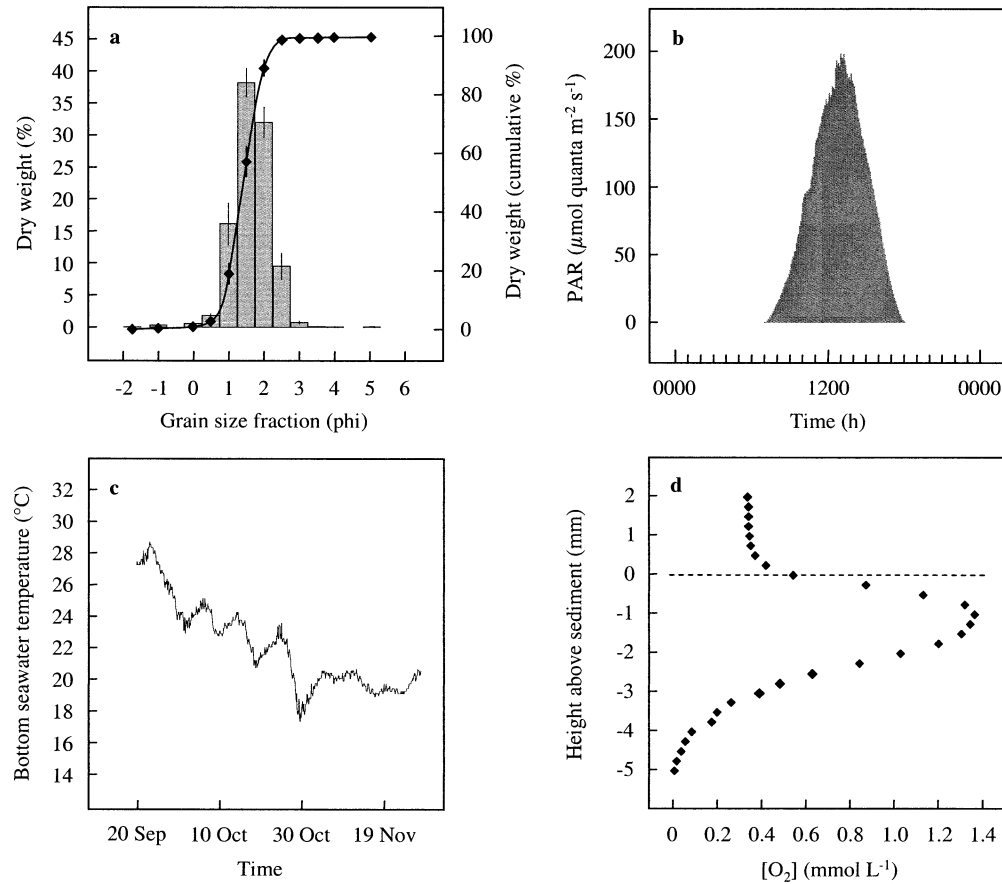 a
45
40
35
30
25
20
15
10
5
0
Dry weight (%)
100
80
60
40
20
0
Dry weight (cumulative %)
-2 -1 0 1 2 3 4 5 6
Grain size fraction (phi)
b
200
150
100
50
0
PAR (µmol quanta m⁻² s⁻¹)
0000 1200 0000
Time (h)
c
32
30
28
26
24
22
20
18
16
14
Bottom seawater temperature (°C)
20 Sep 10 Oct 30 Oct 19 Nov
Time
d
2
1
0
-1
-2
-3
-4
-5
Height above sediment (mm)
0 0.2 0.4 0.6 0.8 1.0 1.2 1.4
[O₂] (mmol L⁻¹)